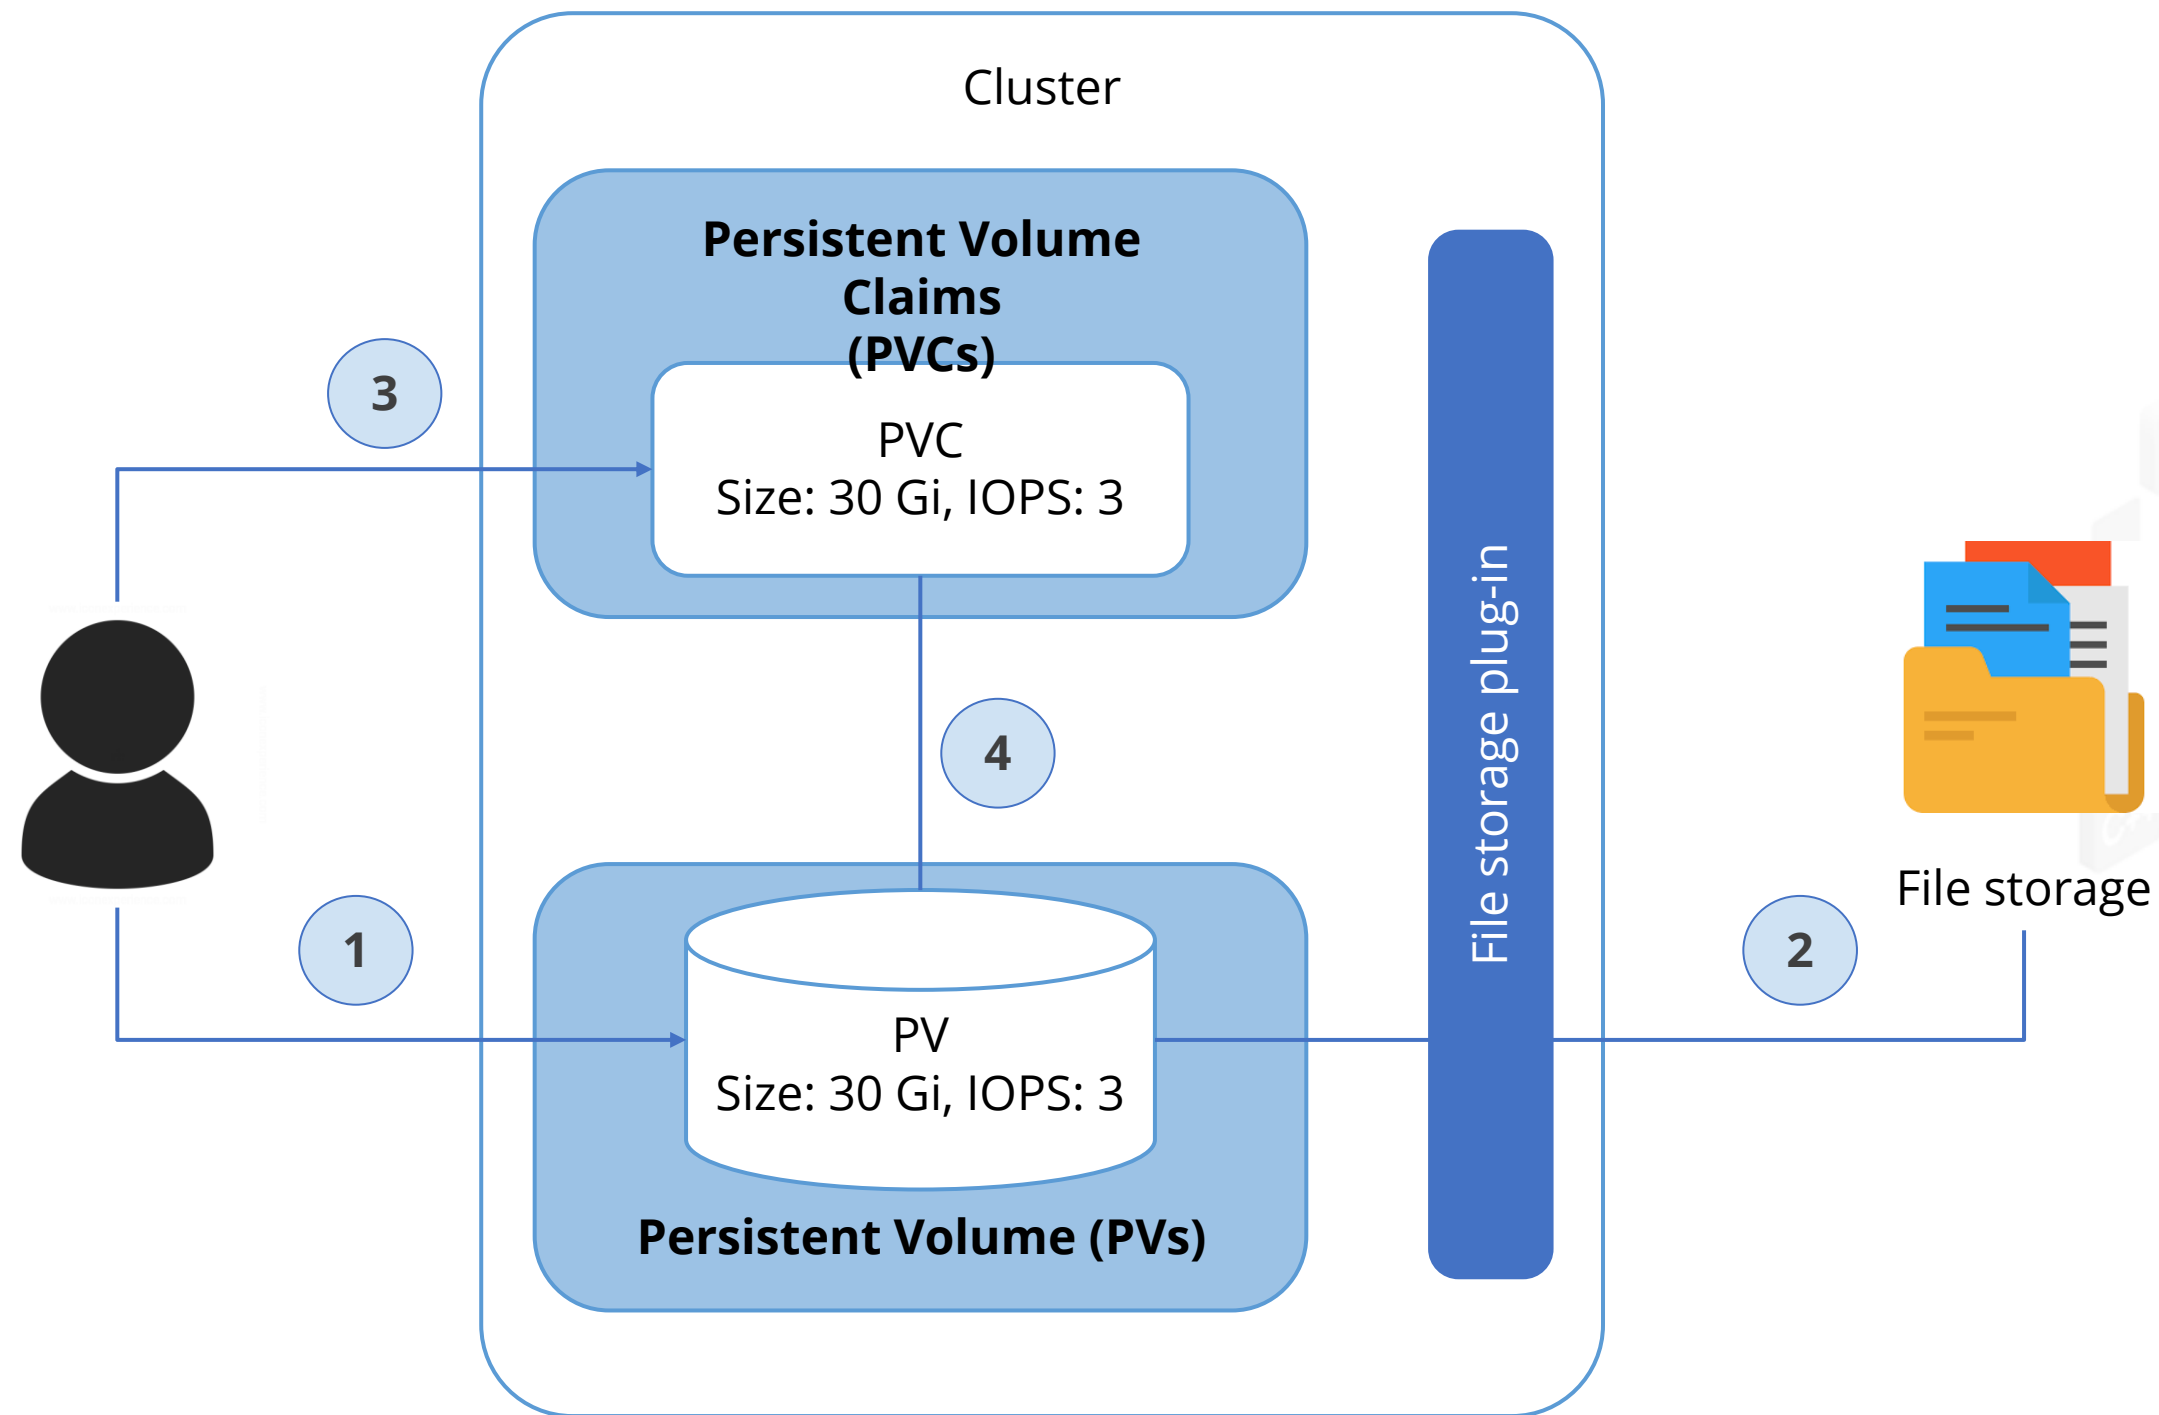 Cluster
Persistent Volume
Claims
(PVCs)
3
PVC
Size: 30 Gi, IOPS: 3
File storage plug-in
4
File storage
1
2
PV
Size: 30 Gi, IOPS: 3
Persistent Volume (PVs)